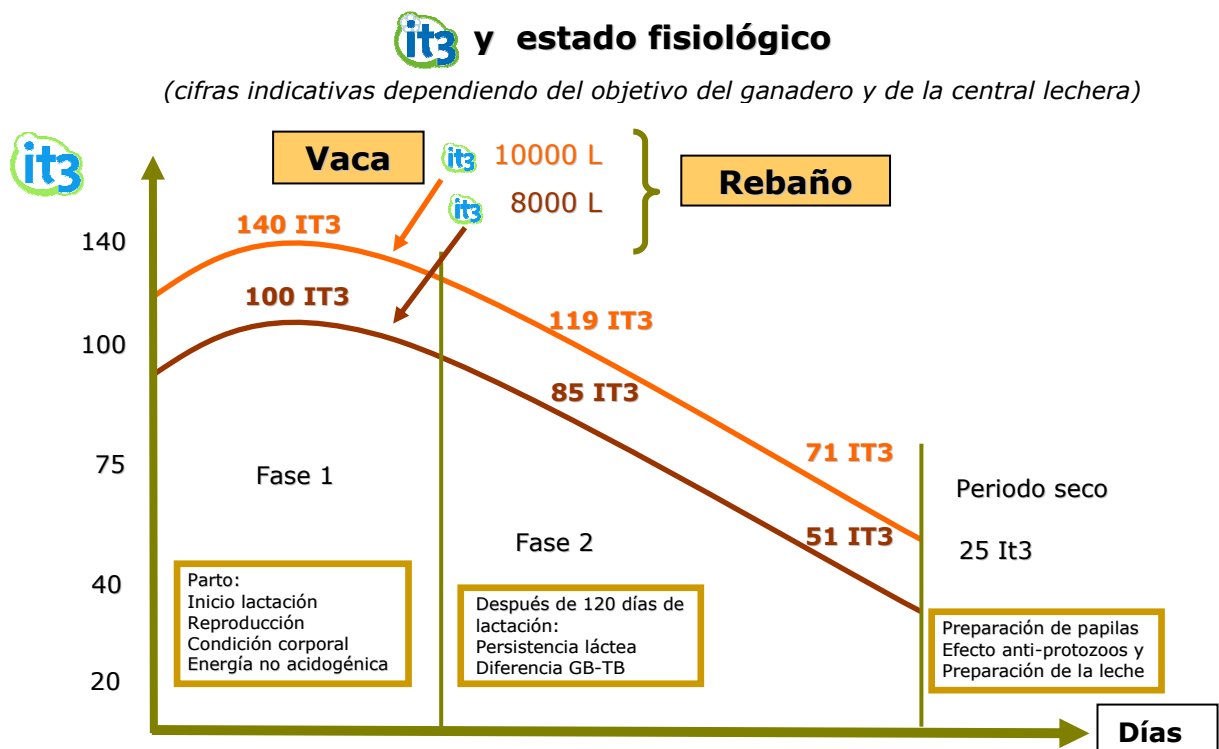 it3 y estado fisiológico
(cifras indicativas dependiendo del objetivo del ganadero y de la central lechera)
it3
Vaca
it3 10000 L
it3 8000 L
Rebaño
140
100
75
40
20
140 IT3
100 IT3
119 IT3
85 IT3
71 IT3
51 IT3
Fase 1
Parto:
Inicio lactación
Reproducción
Condición corporal
Energía no acidogénica
Fase 2
Después de 120 días de
lactación:
Persistencia láctea
Diferencia GB-TB
Periodo seco
25 It3
Preparación de papilas
Efecto anti-protozoos y
Preparación de la leche
Días